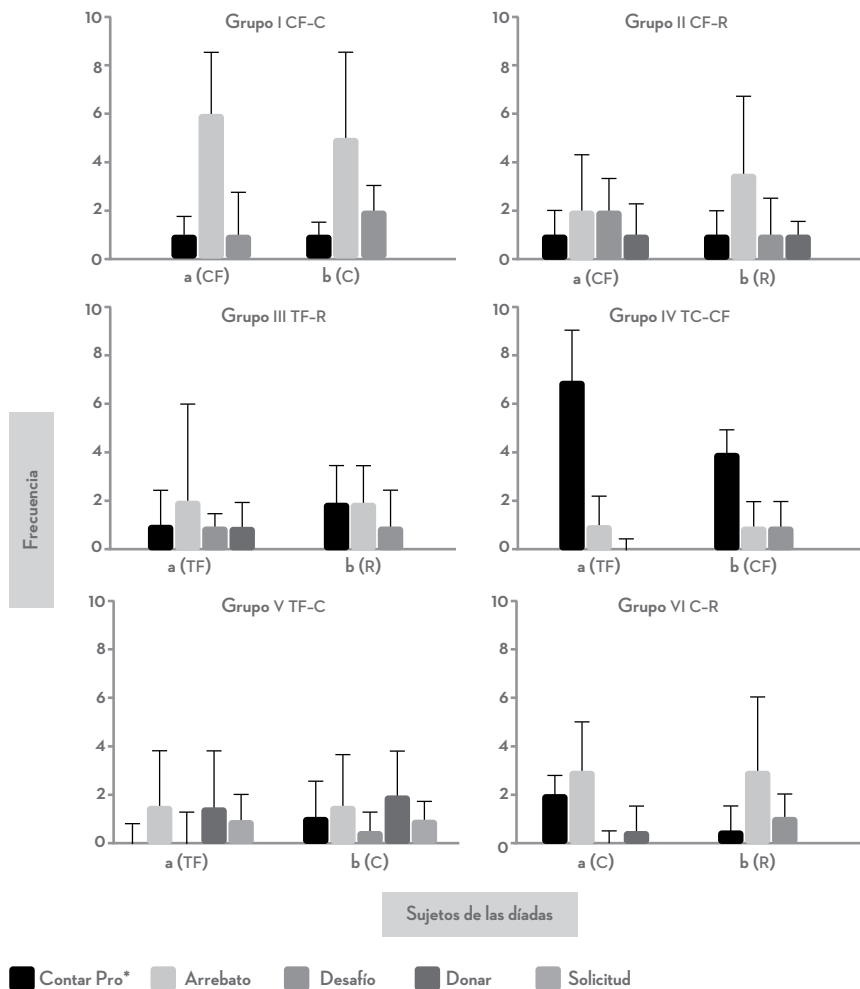 Grupo I CF-C
10
8
6
4
2
0
a (CF) b (C)
Grupo II CF-R
10
8
6
4
2
0
a (CF) b (R)
Grupo III TF-R
10
8
6
4
2
0
a (TF) b (R)
Grupo IV TC-CF
10
8
6
4
2
0
a (TF) b (CF)
Grupo V TF-C
10
8
6
4
2
0
a (TF) b (C)
Grupo VI C-R
10
8
6
4
2
0
a (C) b (R)
Frecuencia
Sujetos de las díadas
Contar Pro* Arrebato Desafío Donar Solicitud